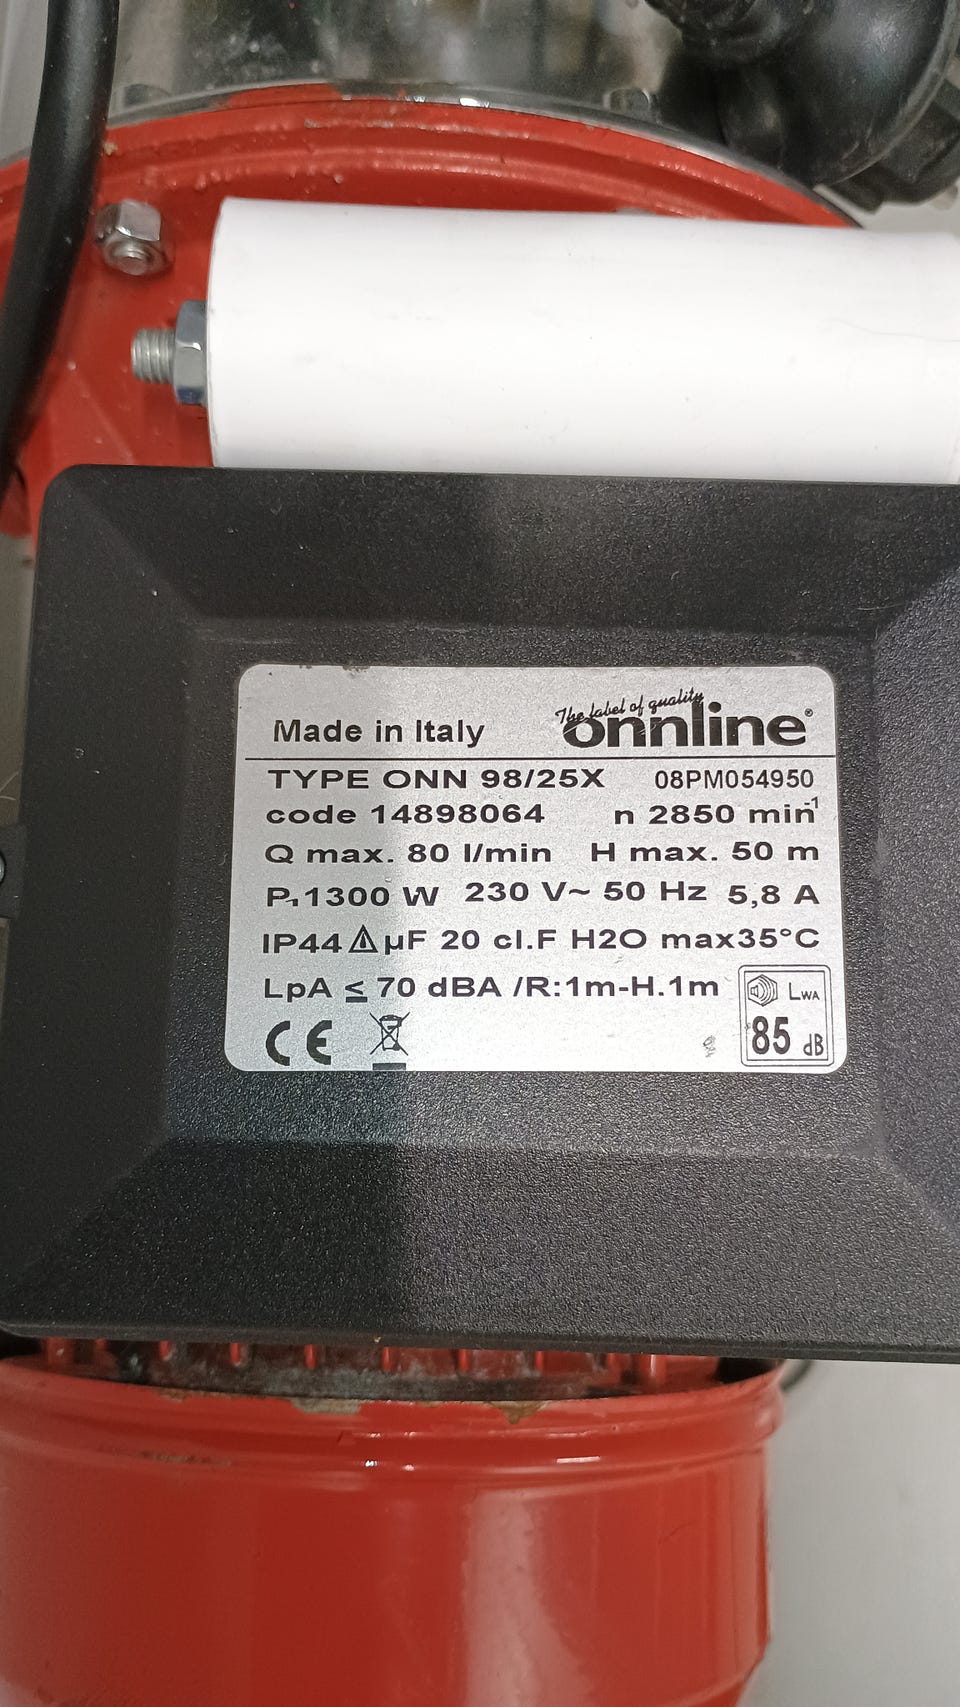 Made in Italy
The label of quality
onnline®
TYPE ONN 98/25X 08PM054950
code 14898064 n 2850 min-1
Q max. 80 l/min H max. 50 m
P1 1300 W 230 V~ 50 Hz 5,8 A
IP44 µF 20 cl.F H2O max35°C
LpA ≤ 70 dBA /R:1m-H.1m
LWA
85 dB
CE